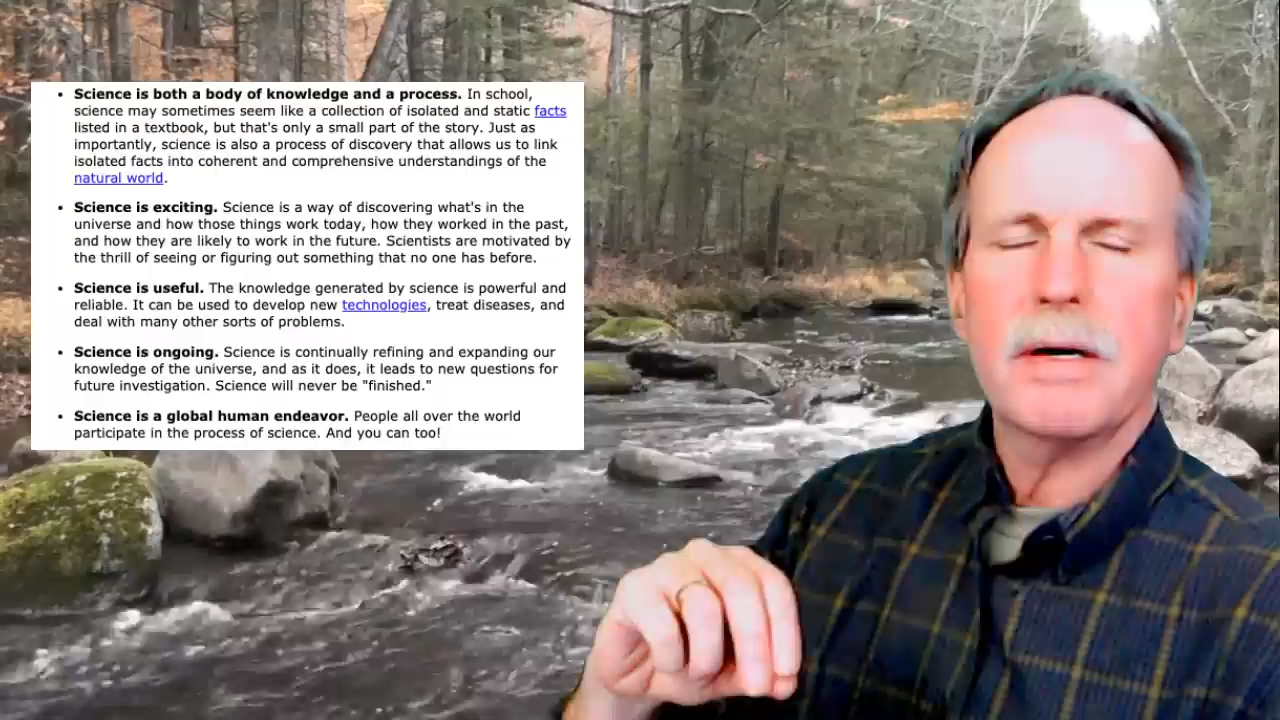 • Science is both a body of knowledge and a process. In school,
science may sometimes seem like a collection of isolated and static facts
listed in a textbook, but that's only a small part of the story. Just as
importantly, science is also a process of discovery that allows us to link
isolated facts into coherent and comprehensive understandings of the
natural world.
• Science is exciting. Science is a way of discovering what's in the
universe and how those things work today, how they worked in the past,
and how they are likely to work in the future. Scientists are motivated by
the thrill of seeing or figuring out something that no one has before.
• Science is useful. The knowledge generated by science is powerful and
reliable. It can be used to develop new technologies, treat diseases, and
deal with many other sorts of problems.
• Science is ongoing. Science is continually refining and expanding our
knowledge of the universe, and as it does, it leads to new questions for
future investigation. Science will never be "finished."
• Science is a global human endeavor. People all over the world
participate in the process of science. And you can too!